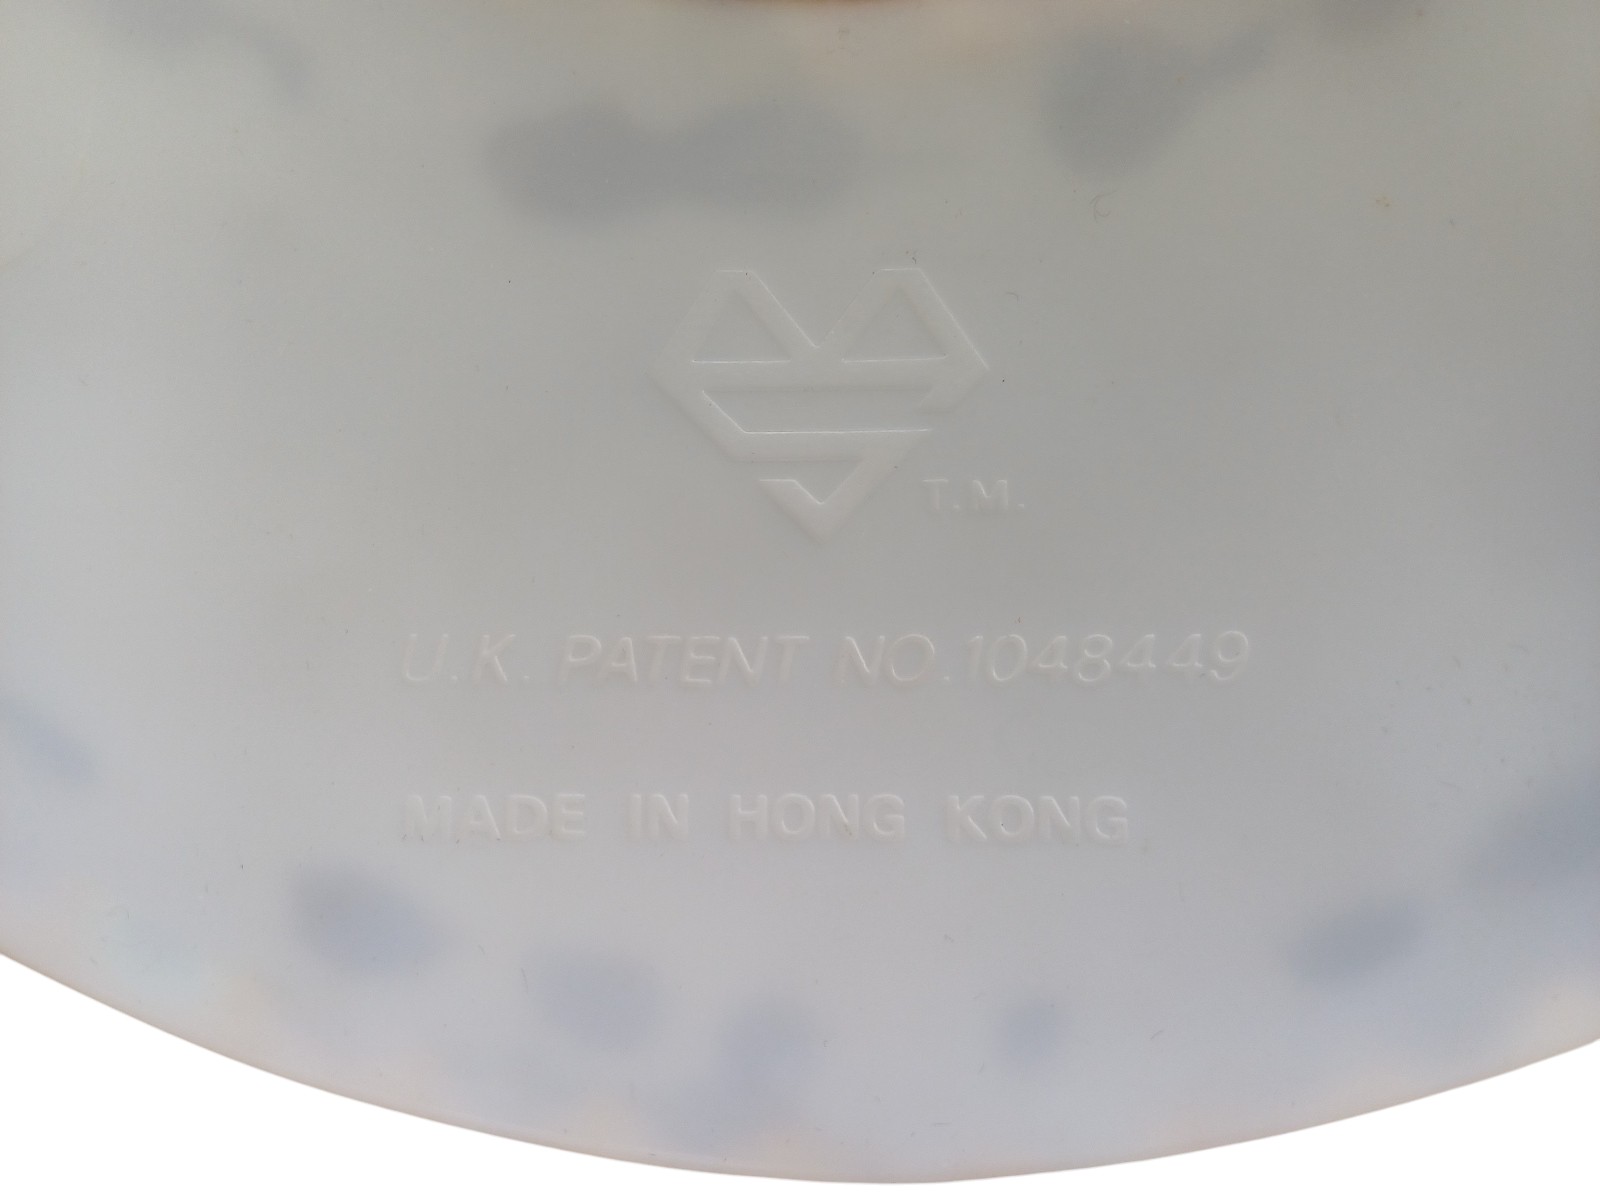 T.M.
U.K. PATENT NO.1048449
MADE IN HONG KONG